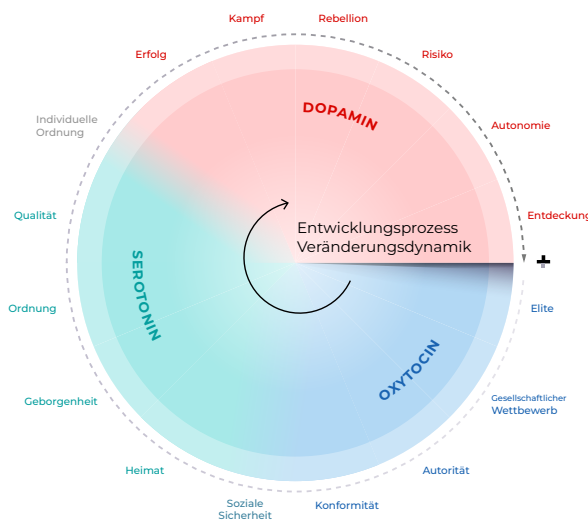 Kampf
Rebellion
Erfolg
Risiko
DOPAMIN
Individuelle
Ordnung
Autonomie
Qualität
Entdeckung
Entwicklungsprozess
Veränderungsdynamik
SEROTONIN
Ordnung
Elite
OXYTOCIN
Geborgenheit
Gesellschaftlicher
Wettbewerb
Heimat
Autorität
Soziale
Sicherheit
Konformität